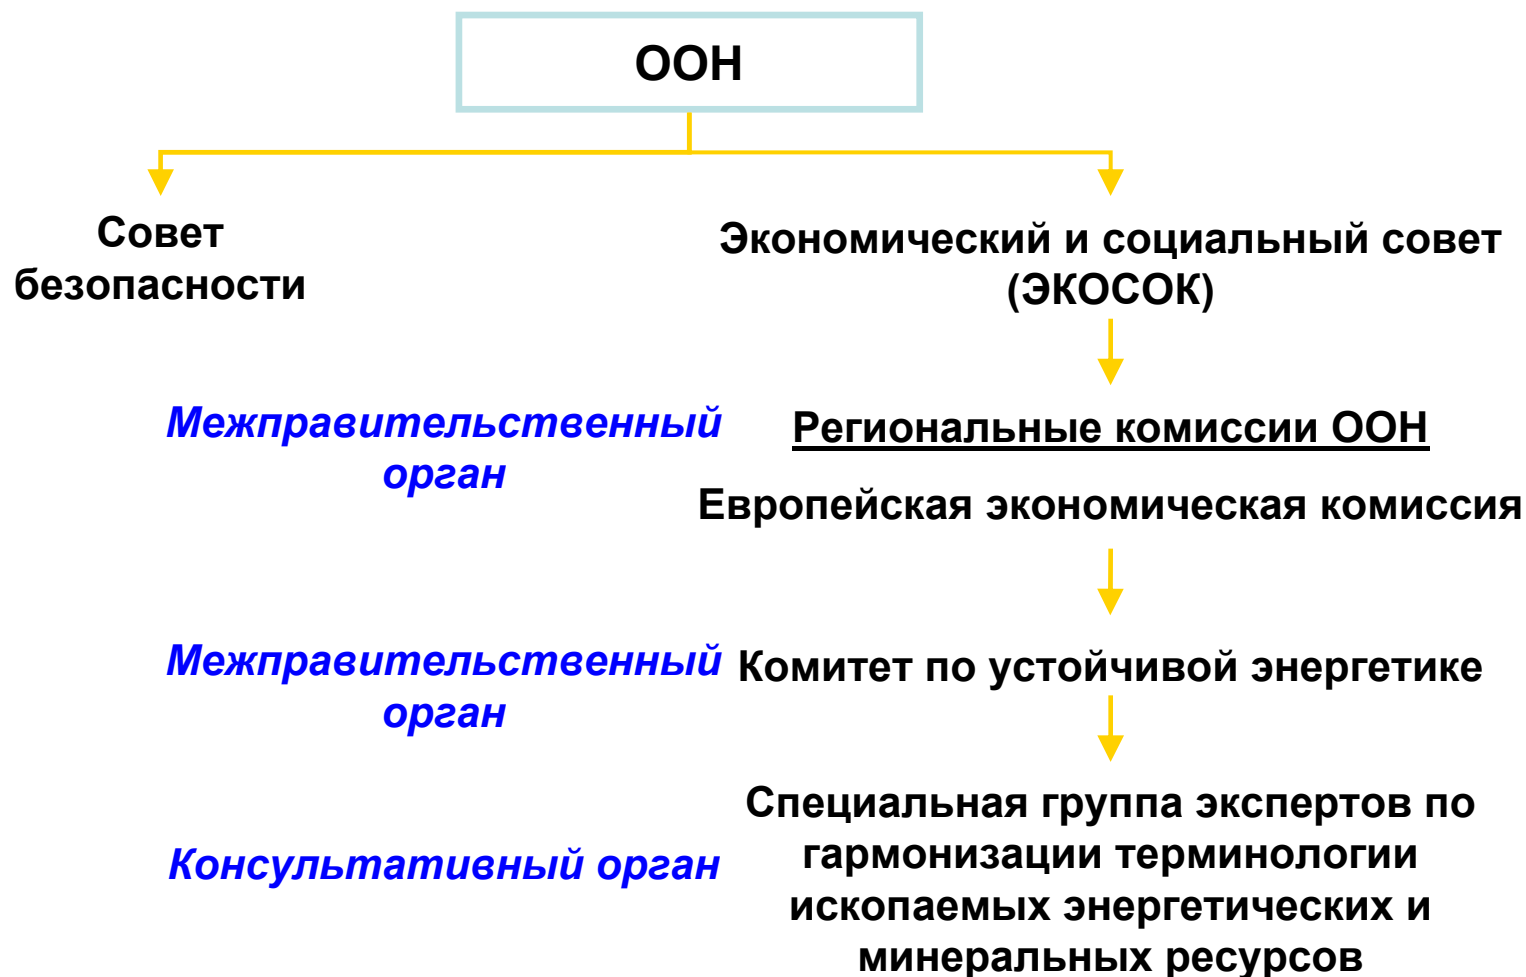 ООН
Совет
безопасности
Экономический и социальный совет
(ЭКОСОК)
Межправительственный
орган
Региональные комиссии ООН
Европейская экономическая комиссия
Межправительственный
орган
Комитет по устойчивой энергетике
Консультативный орган
Специальная группа экспертов по
гармонизации терминологии
ископаемых энергетических и
минеральных ресурсов